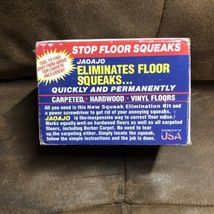 STOP FLOOR SQUEAKS
JAOAJO
ELIMINATES FLOOR
SQUEAKS...
QUICKLY AND PERMANENTLY
CARPETED · HARDWOOD · VINYL FLOORS
All you need is this New Squeak Elimination Kit and
a power screwdriver to get rid of your annoying squeaks.
JAOAJO is the inexpensive way to correct floor noise.
Works equally well on hardwood floors as well as all carpeted
floors, including Berber Carpet. No need to tear
up the carpeting either. Simply locate the squeak,
follow the simple instructions and the job is done.
USA